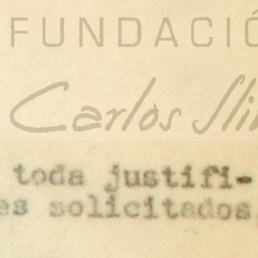 FUNDACIÓ
Carlos Sli
toda justifi-
es solicitados,